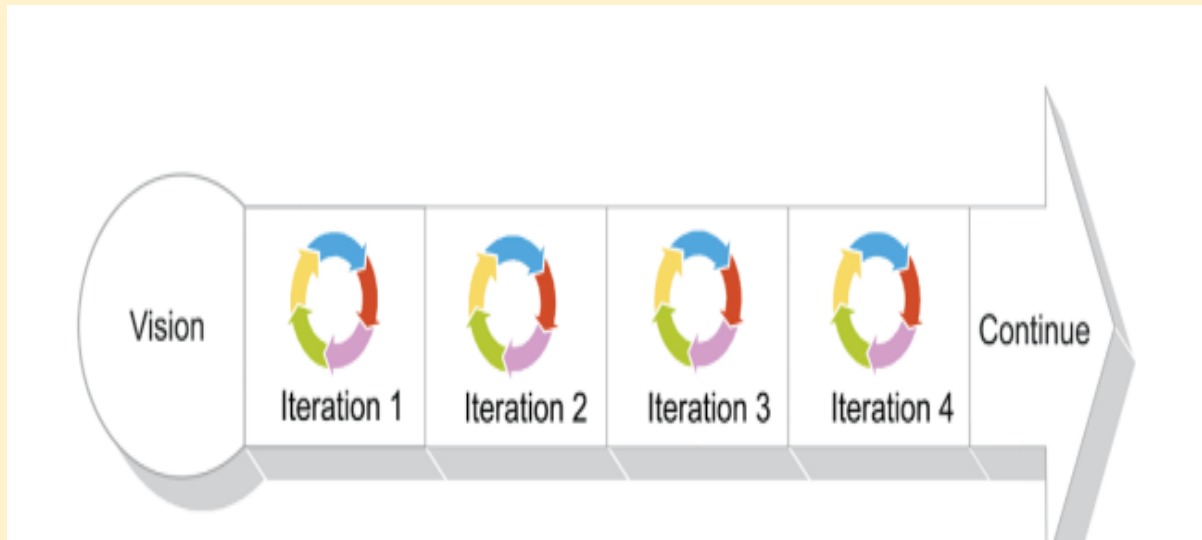 Vision
Iteration 1
Iteration 2
Iteration 3
Iteration 4
Continue